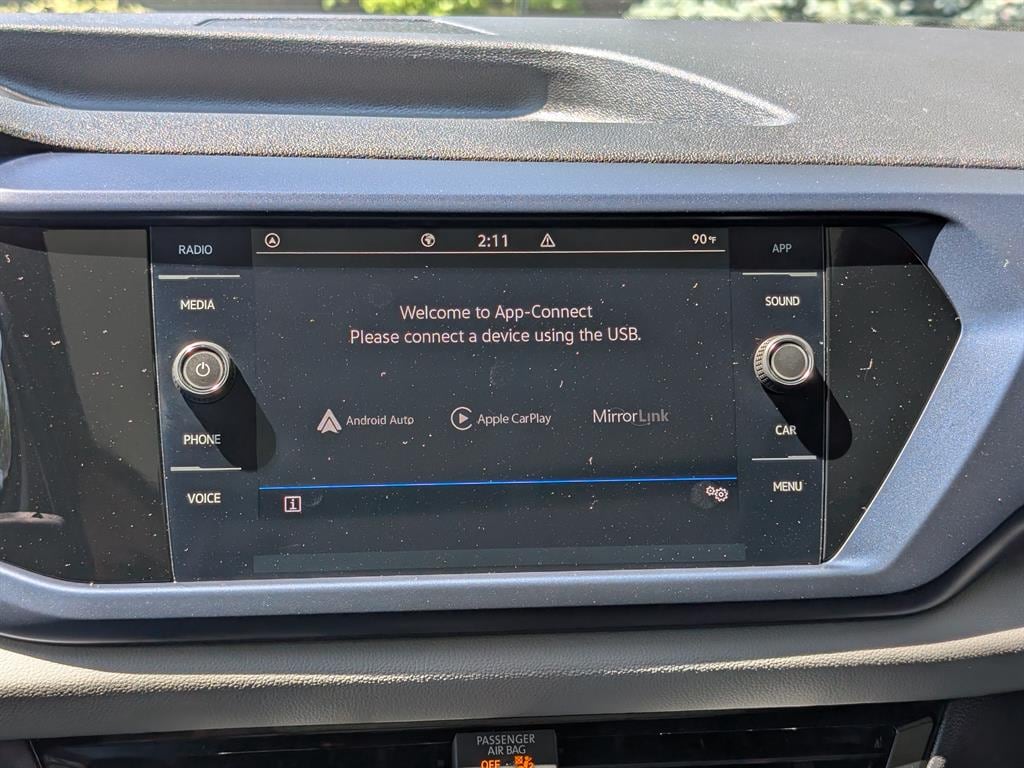 RADIO
MEDIA
PHONE
VOICE
2:11
90°F
Welcome to App-Connect
Please connect a device using the USB.
Android Auto
Apple CarPlay
MirrorLink
i
APP
SOUND
CAR
MENU
PASSENGER
AIR BAG
OFF